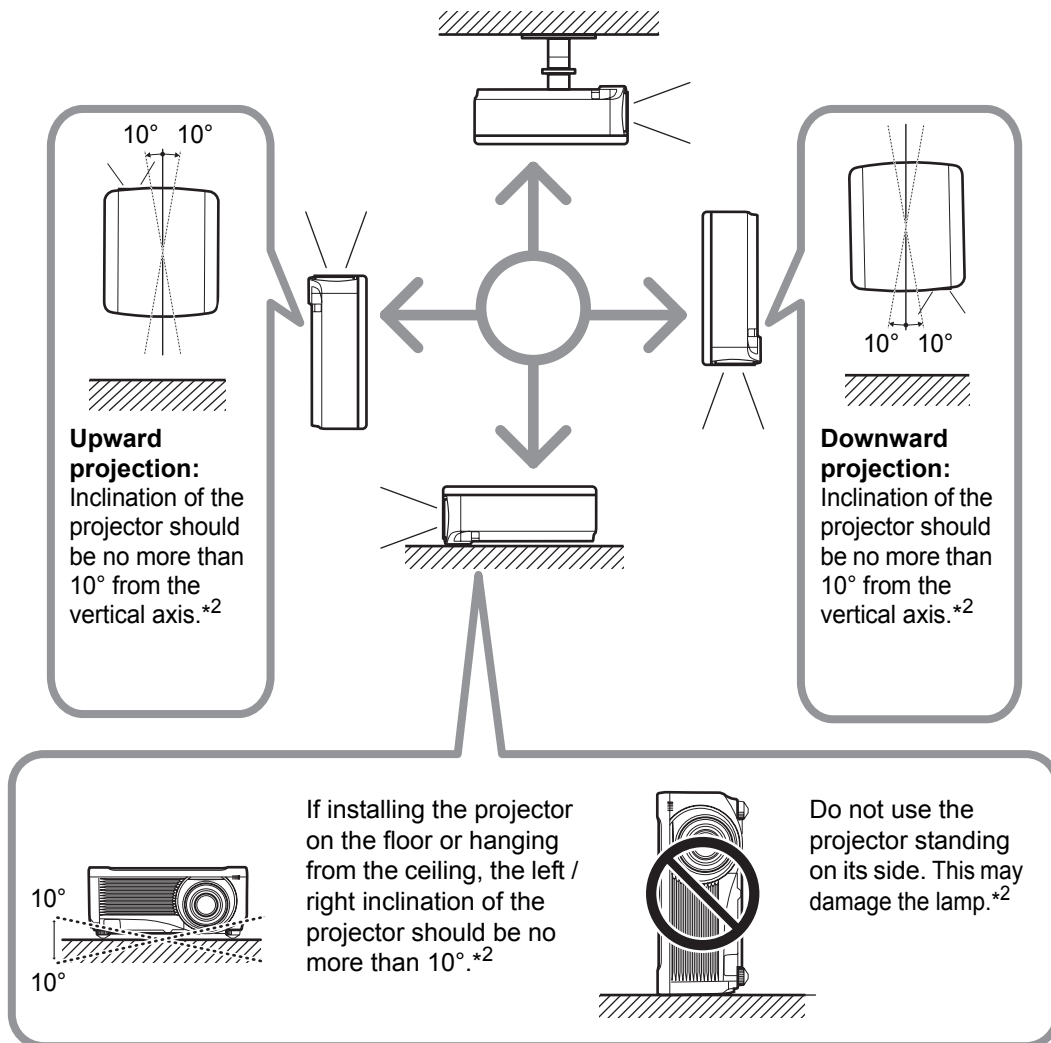 10° 10°
Upward
projection:
Inclination of the
projector should
be no more than
10° from the
vertical axis.*2
10° 10°
Downward
projection:
Inclination of the
projector should
be no more than
10° from the
vertical axis.*2
10°
10°
If installing the projector
on the floor or hanging
from the ceiling, the left /
right inclination of the
projector should be no
more than 10°.*2
Do not use the
projector standing
on its side. This may
damage the lamp.*2